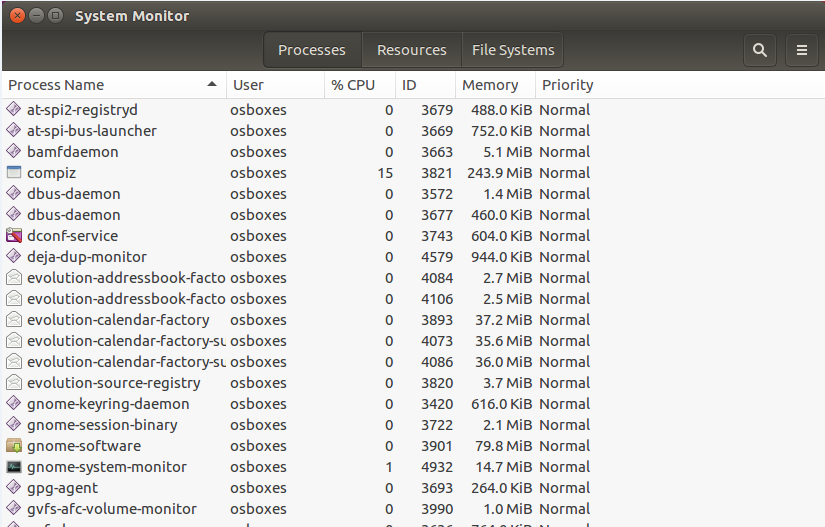 System Monitor
Processes Resources File Systems
Process Name User % CPU ID Memory Priority
at-spi2-registryd osboxes 0 3679 488.0 KiB Normal
at-spi-bus-launcher osboxes 0 3669 752.0 KiB Normal
bamfdaemon osboxes 0 3663 5.1 MiB Normal
compiz osboxes 15 3821 243.9 MiB Normal
dbus-daemon osboxes 0 3572 1.4 MiB Normal
dbus-daemon osboxes 0 3677 460.0 KiB Normal
dconf-service osboxes 0 3743 604.0 KiB Normal
deja-dup-monitor osboxes 0 4579 944.0 KiB Normal
evolution-addressbook-facto osboxes 0 4084 2.7 MiB Normal
evolution-addressbook-facto osboxes 0 4106 2.5 MiB Normal
evolution-calendar-factory osboxes 0 3893 37.2 MiB Normal
evolution-calendar-factory-su osboxes 0 4073 35.6 MiB Normal
evolution-calendar-factory-su osboxes 0 4086 36.0 MiB Normal
evolution-source-registry osboxes 0 3820 3.7 MiB Normal
gnome-keyring-daemon osboxes 0 3420 616.0 KiB Normal
gnome-session-binary osboxes 0 3722 2.1 MiB Normal
gnome-software osboxes 0 3901 79.8 MiB Normal
gnome-system-monitor osboxes 1 4932 14.7 MiB Normal
gpg-agent osboxes 0 3693 264.0 KiB Normal
gvfs-afc-volume-monitor osboxes 0 3990 1.0 MiB Normal